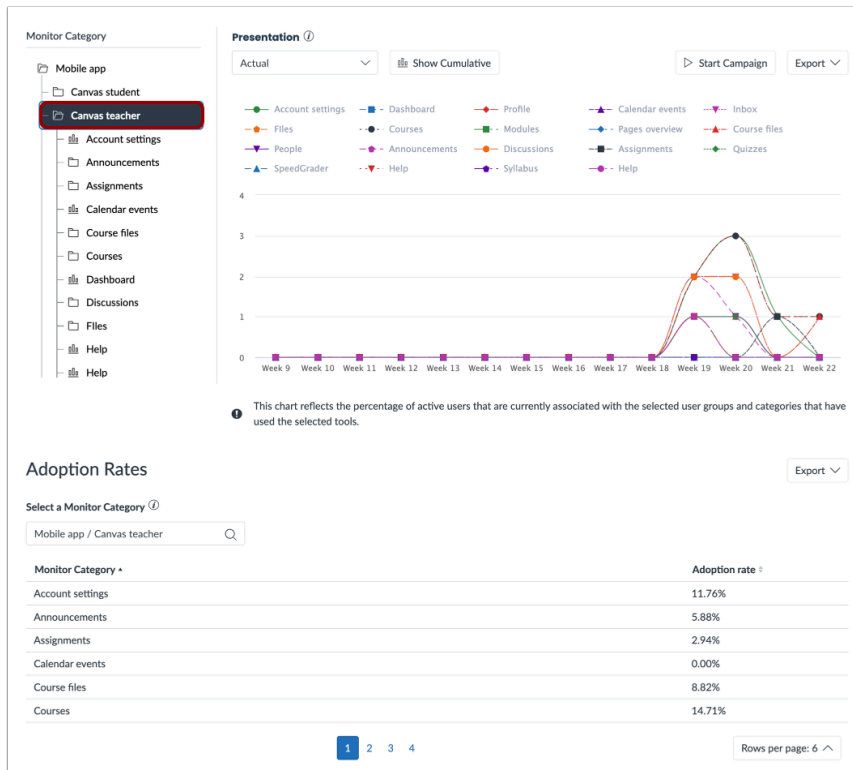 Monitor Category
Mobile app
Canvas student
Canvas teacher
Account settings
Announcements
Assignments
Calendar events
Course files
Courses
Dashboard
Discussions
FIles
Help
Help
Presentation
Actual
Show Cumulative
Start Campaign
Export
Account settings Dashboard Profile Calendar events Inbox
FIles Courses Modules Pages overview Course files
People Announcements Discussions Assignments Quizzes
SpeedGrader Help Syllabus Help
4
3
2
1
0
Week 9 Week 10 Week 11 Week 12 Week 13 Week 14 Week 15 Week 16 Week 17 Week 18 Week 19 Week 20 Week 21 Week 22
This chart reflects the percentage of active users that are currently associated with the selected user groups and categories that have
used the selected tools.
Adoption Rates
Export
Select a Monitor Category
Mobile app / Canvas teacher
Monitor Category Adoption rate
Account settings 11.76%
Announcements 5.88%
Assignments 2.94%
Calendar events 0.00%
Course files 8.82%
Courses 14.71%
1 2 3 4
Rows per page: 6